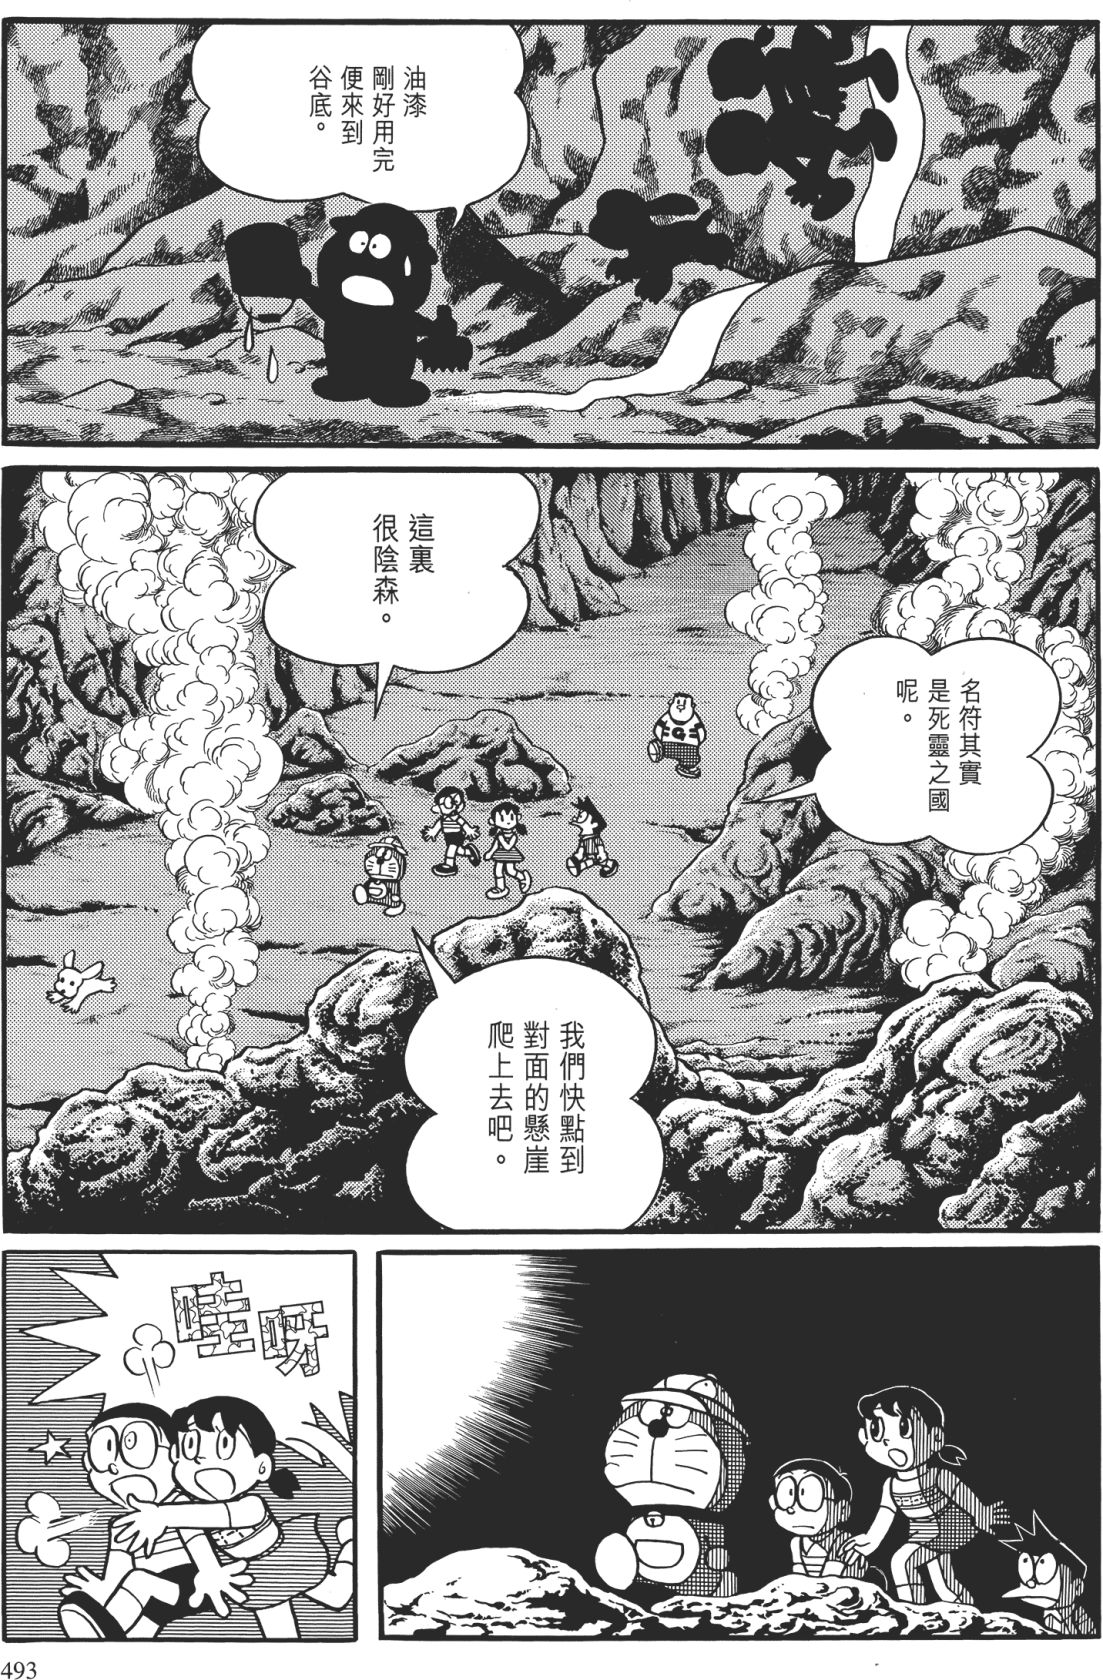 油漆
剛好用完
便來到
谷底。
名符其實
是死靈之國
呢。
這裏
很陰森。
我們快點到
對面的懸崖
爬上去吧。
G
哇呀
493